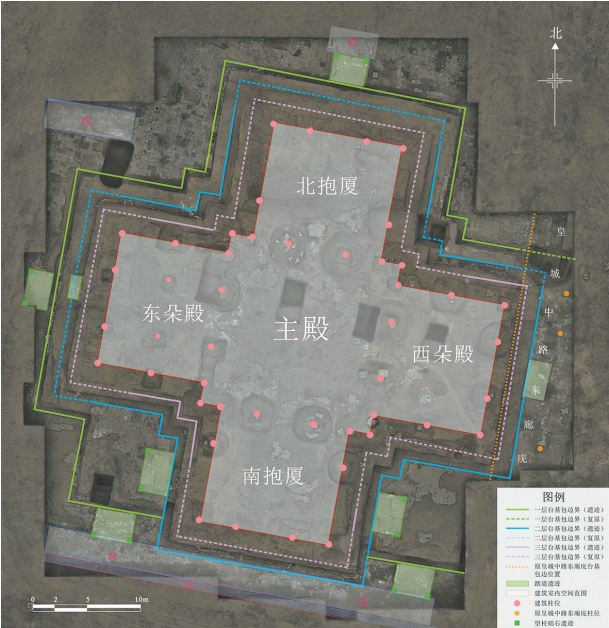 北
北抱厦
东朵殿
主殿
西朵殿
南抱厦
皇城中路东廊庑
图例
一层台基包边界（遗迹）
一层台基包边界（复原）
二层台基包边界（遗迹）
二层台基包边界（复原）
三层台基包边界（遗迹）
三层台基包边界（复原）
原皇城中路东廊庑台基
包边位置
踏道遗迹
建筑室内空间范围
建筑柱位
原皇城中路东廊庑柱位
望柱础石遗迹
0 2 5 10m